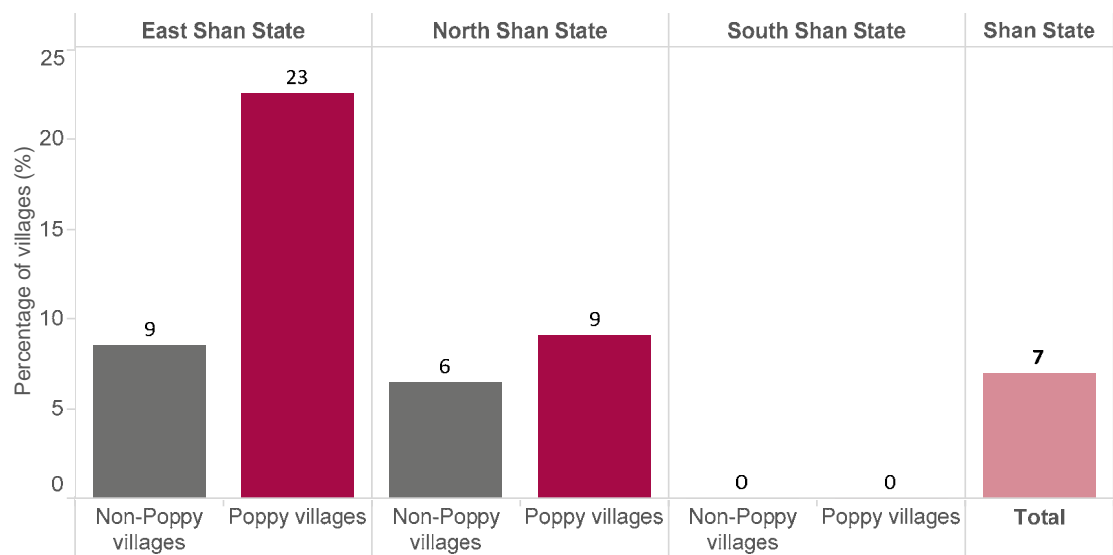 East Shan State
North Shan State
South Shan State
Shan State
Percentage of villages (%)
25
20
15
10
5
0
9
23
6
9
0
0
7
Non-Poppy
villages
Poppy villages
Non-Poppy
villages
Poppy villages
Non-Poppy
villages
Poppy villages
Total